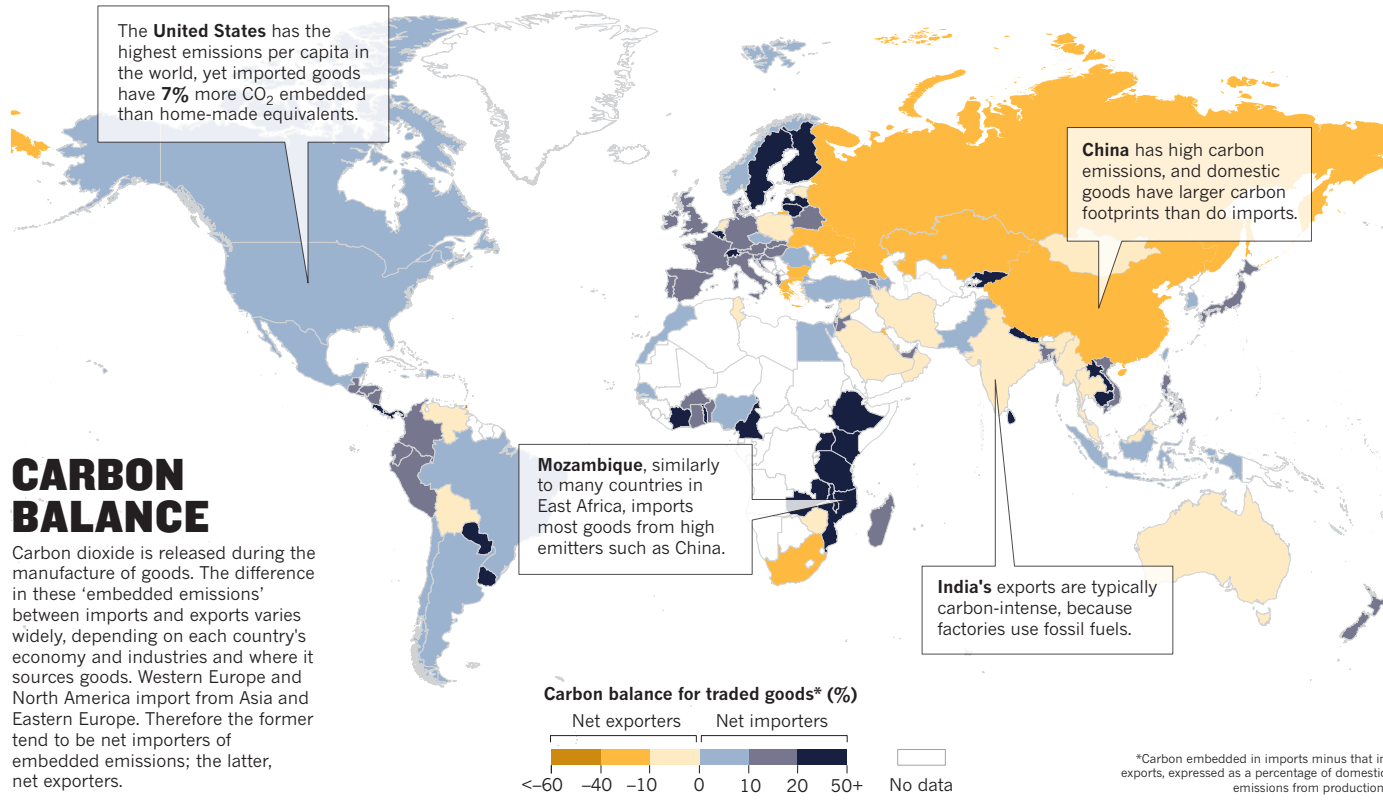 The United States has the
highest emissions per capita in
the world, yet imported goods
have 7% more CO₂ embedded
than home-made equivalents.
China has high carbon
emissions, and domestic
goods have larger carbon
footprints than do imports.
Mozambique, similarly
to many countries in
East Africa, imports
most goods from high
emitters such as China.
India's exports are typically
carbon-intense, because
factories use fossil fuels.
CARBON
BALANCE
Carbon dioxide is released during the
manufacture of goods. The difference
in these ‘embedded emissions’
between imports and exports varies
widely, depending on each country's
economy and industries and where it
sources goods. Western Europe and
North America import from Asia and
Eastern Europe. Therefore the former
tend to be net importers of
embedded emissions; the latter,
net exporters.
Carbon balance for traded goods* (%)
Net exporters Net importers
<–60 –40 –10 0 10 20 50+ No data
*Carbon embedded in imports minus that in
exports, expressed as a percentage of domestic
emissions from production